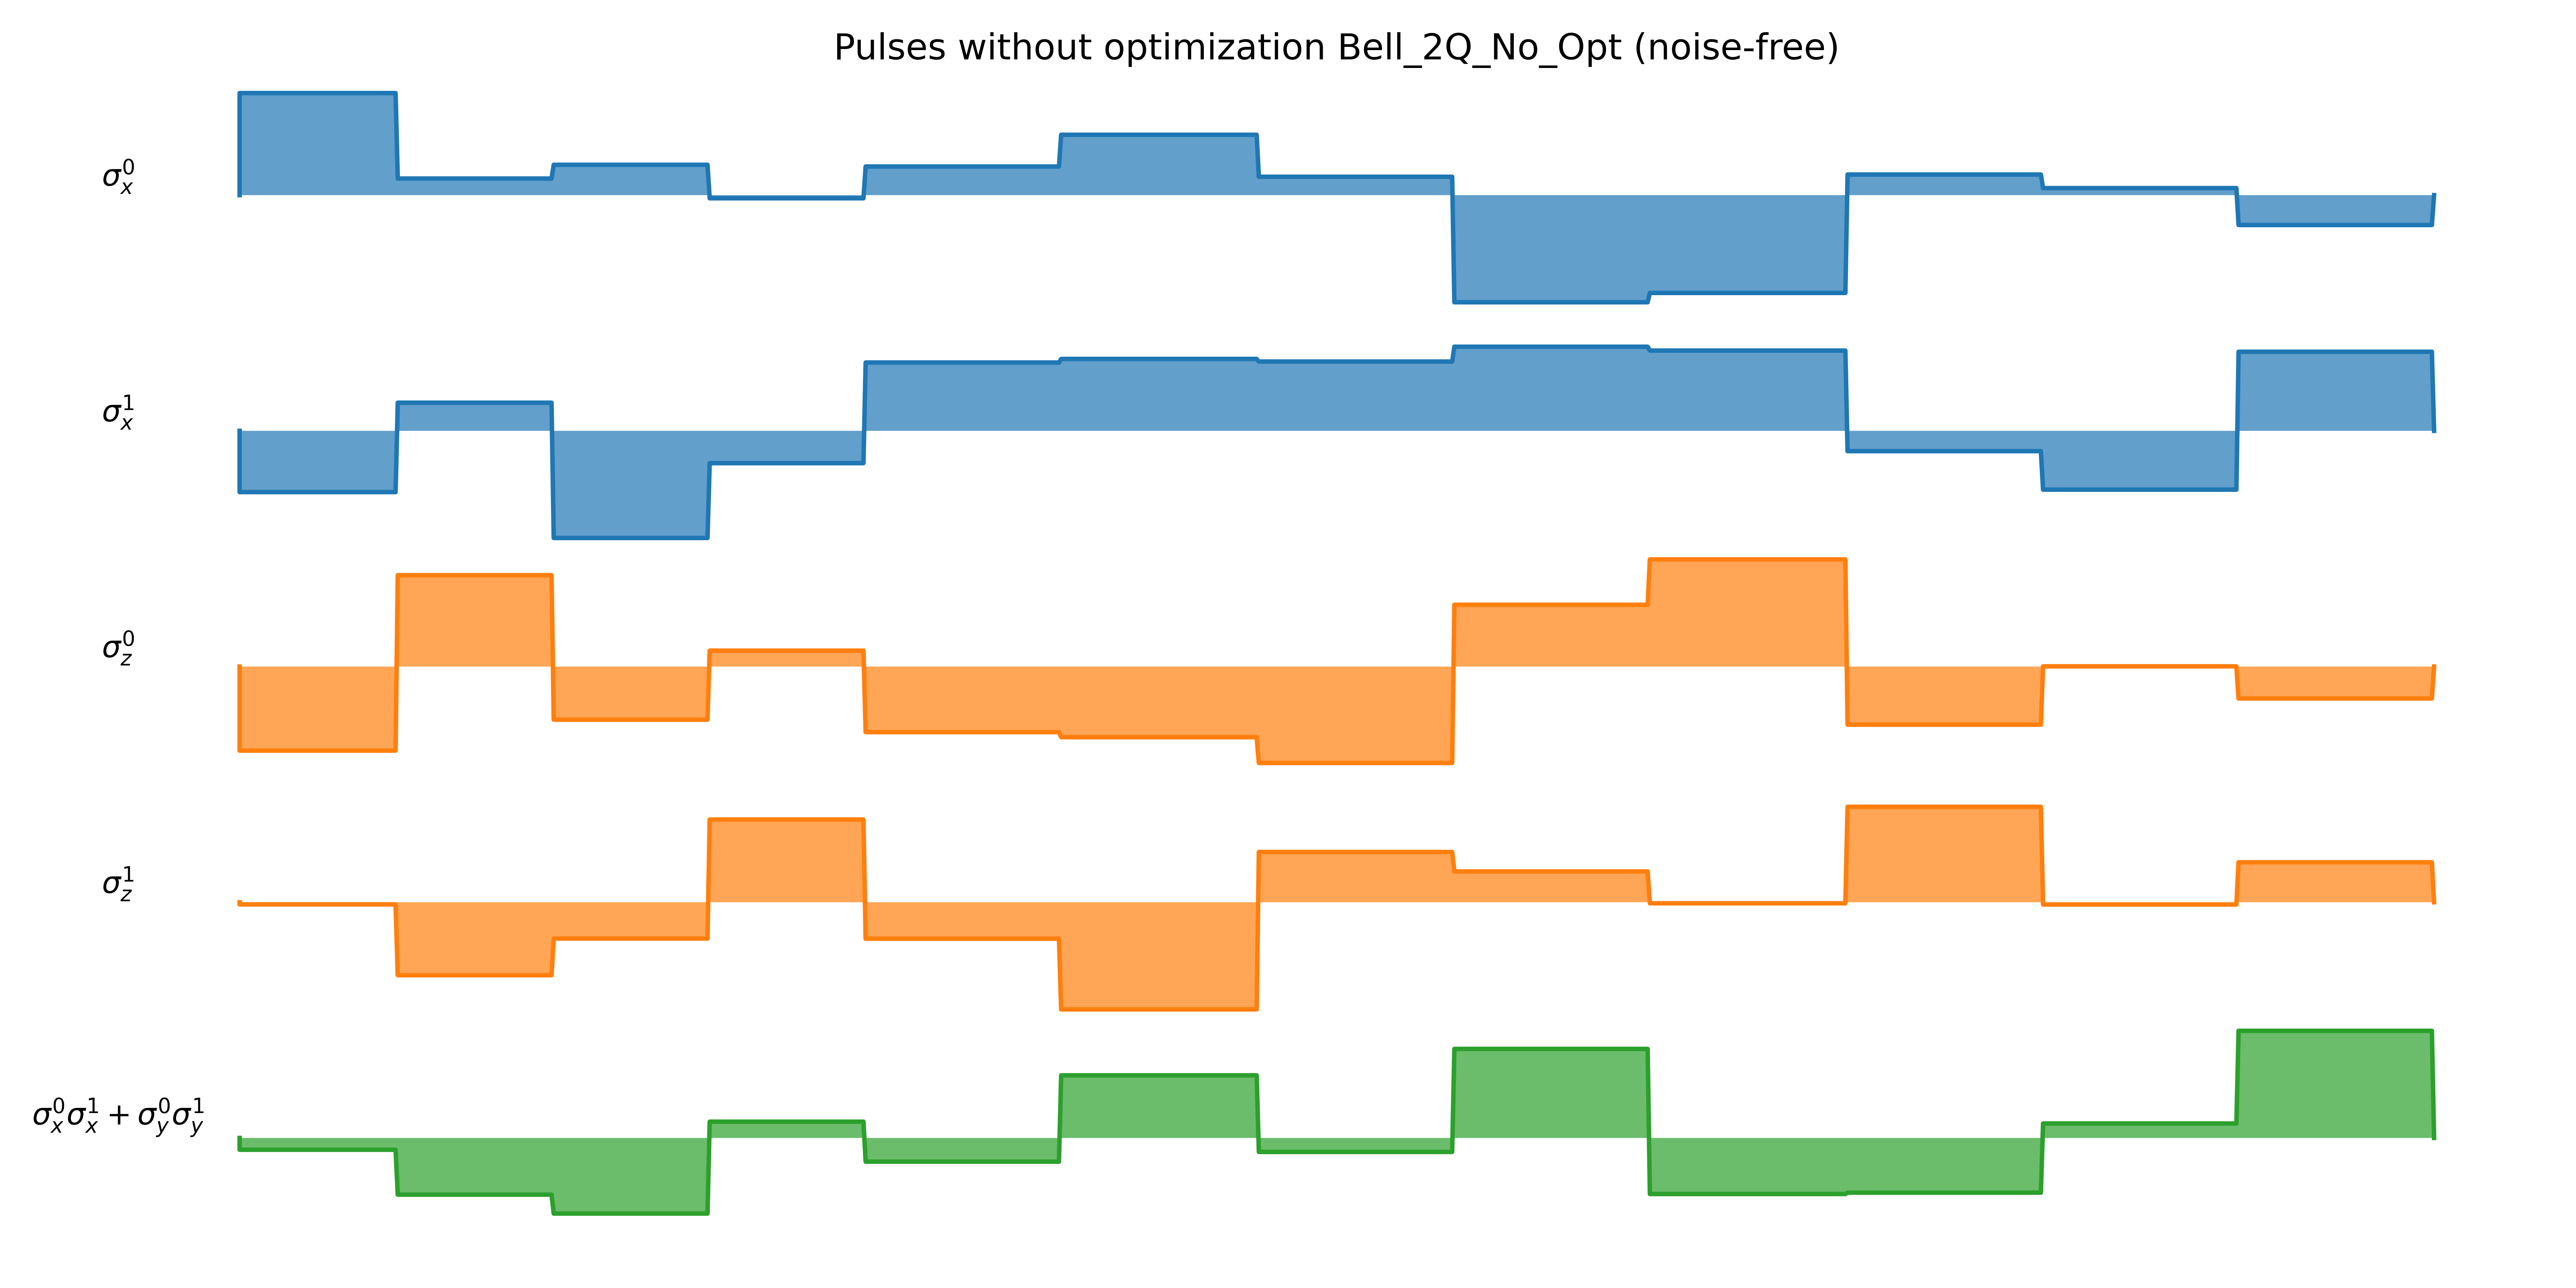 Pulses without optimization Bell_2Q_No_Opt (noise-free)
σ_x^0
σ_x^1
σ_z^0
σ_z^1
σ_x^0σ_x^1 + σ_y^0σ_y^1